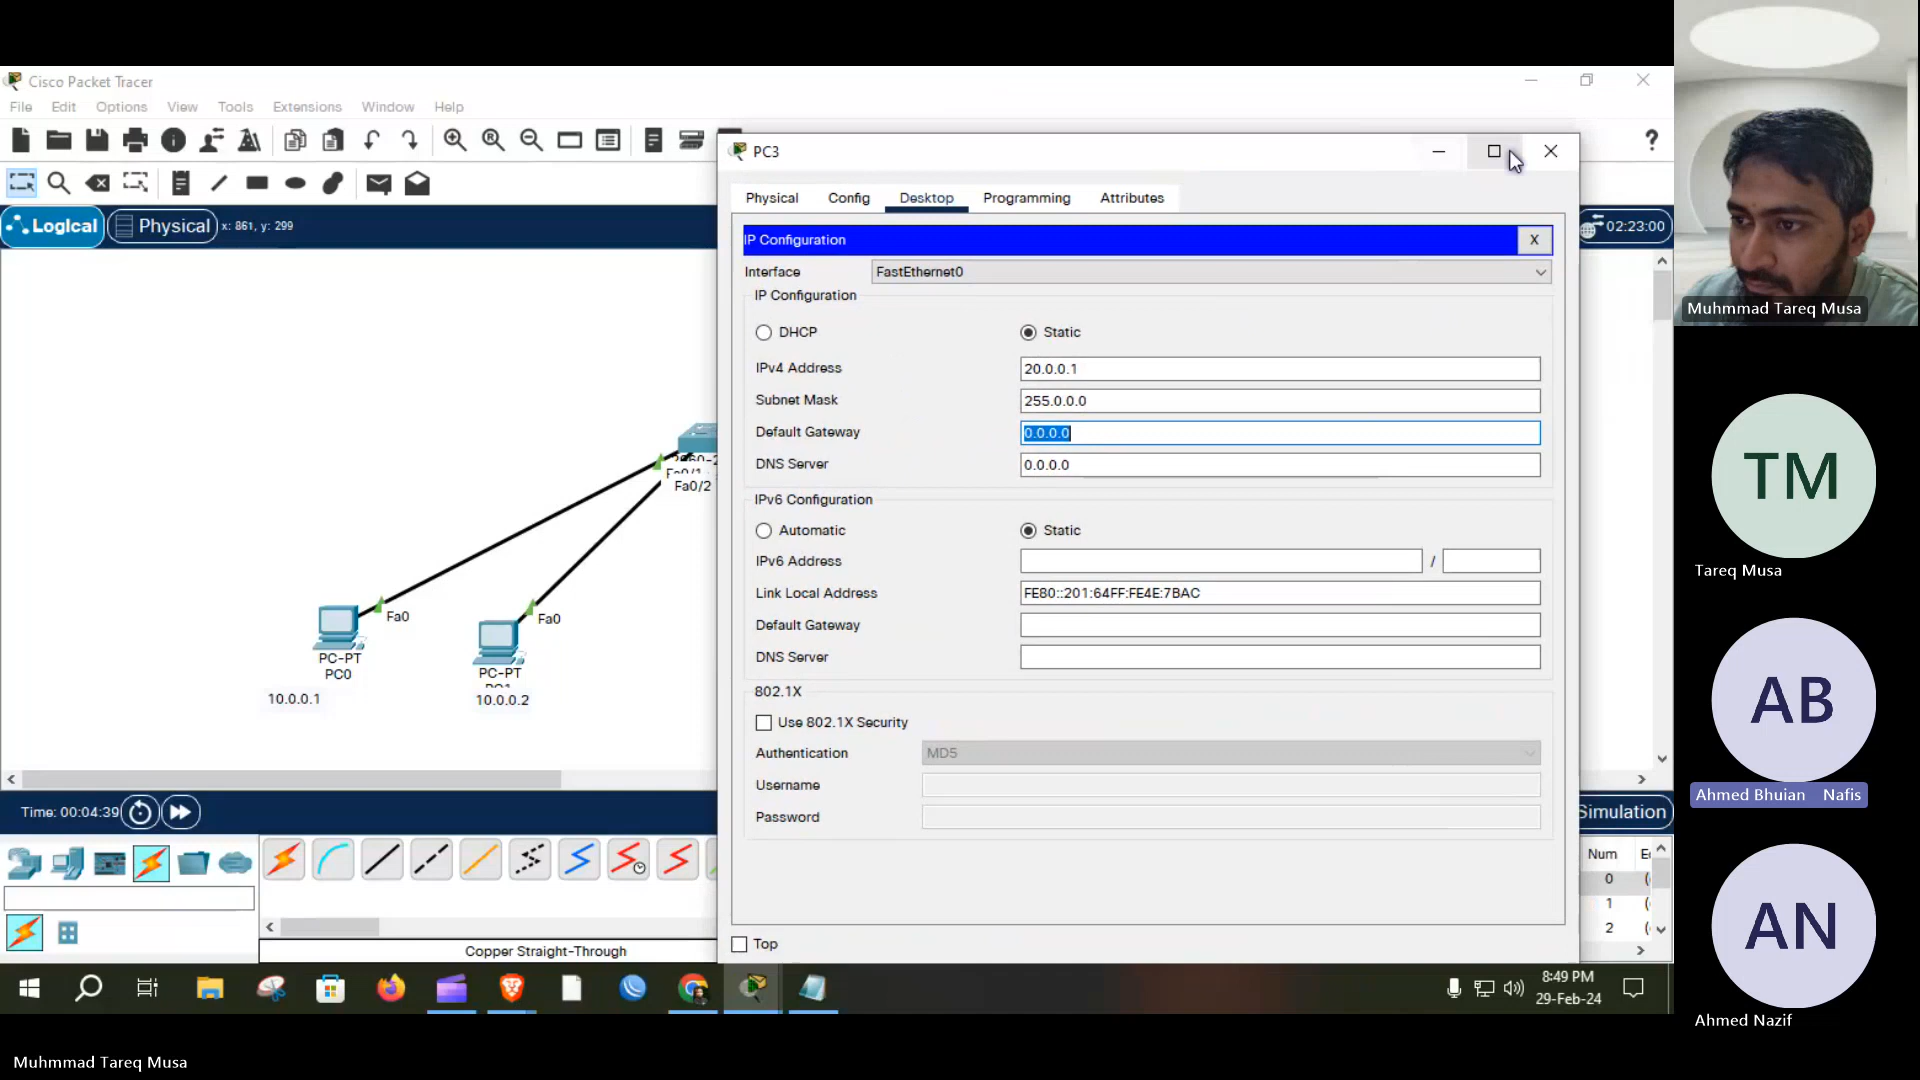 Cisco Packet Tracer
File Edit Options View Tools Extensions Window Help
Logical Physical x: 861, y: 299
02:23:00
PC3
Physical Config Desktop Programming Attributes
IP Configuration X
Interface FastEthernet0
IP Configuration
DHCP Static
IPv4 Address 20.0.0.1
Subnet Mask 255.0.0.0
Default Gateway 0.0.0.0
DNS Server 0.0.0.0
IPv6 Configuration
Automatic Static
IPv6 Address /
Link Local Address FE80::201:64FF:FE4E:7BAC
Default Gateway
DNS Server
802.1X
Use 802.1X Security
Authentication MD5
Username
Password
Top
Fa0/1
Fa0/2
Fa0
PC-PT
PC0
10.0.0.1
Fa0
PC-PT
10.0.0.2
Time: 00:04:39
Simulation
Num
0
1
2
Copper Straight-Through
8:49 PM
29-Feb-24
Muhmmad Tareq Musa
TM
Tareq Musa
AB
Ahmed Bhuian Nafis
AN
Ahmed Nazif
Muhmmad Tareq Musa